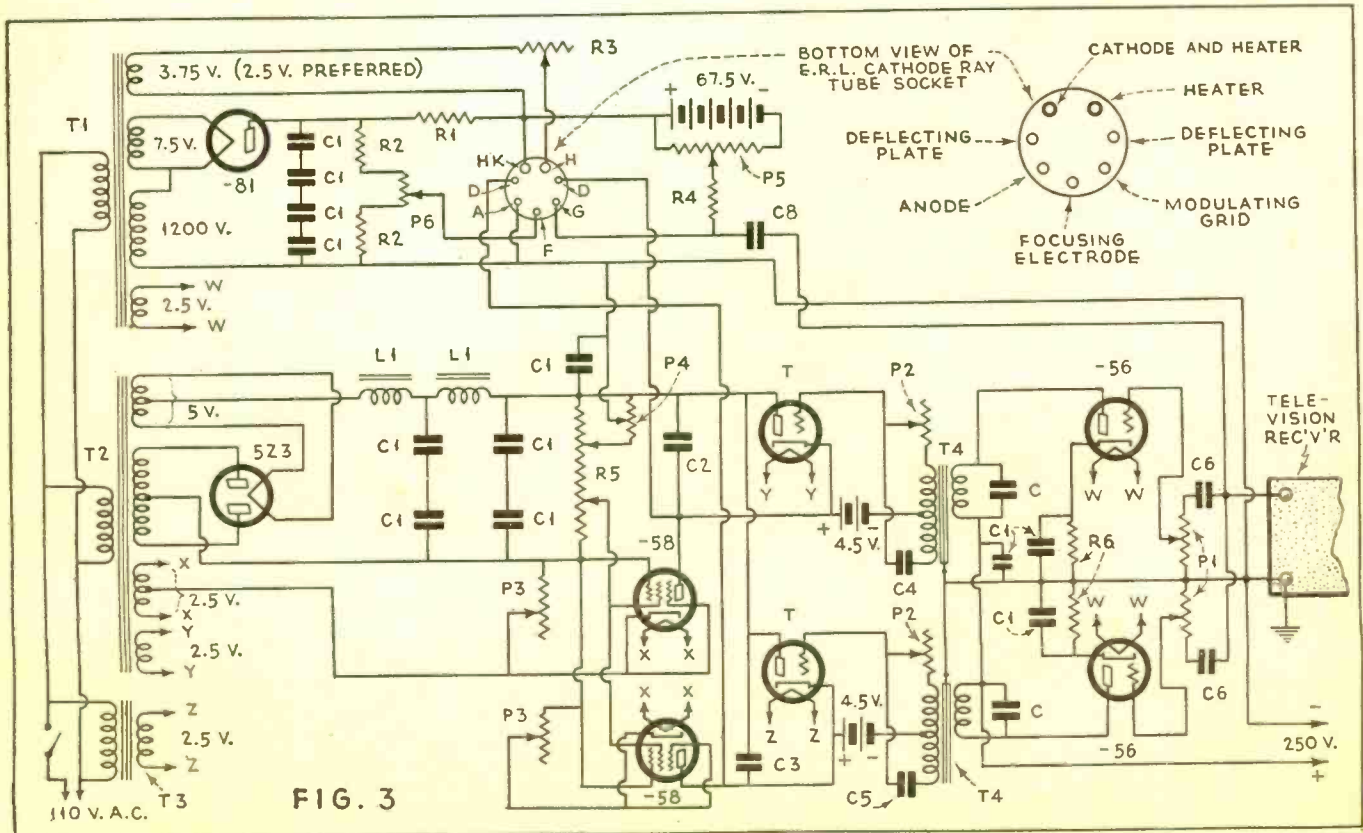 3.75 V. (2.5 V. PREFERRED)
R3
BOTTOM VIEW OF
E.R.L. CATHODE RAY
TUBE SOCKET
CATHODE AND HEATER
HEATER
67.5 V.
+ -
T1
7.5 V.
-81
C1
R2
R1
C1
C1
C1
P6
R2
HK
H
D
D
A
G
F
P5
R4
C8
DEFLECTING
PLATE
DEFLECTING
PLATE
ANODE
MODULATING
GRID
FOCUSING
ELECTRODE
1200 V.
2.5 V.
W
W
L1
L1
C1
P4
T
P2
-56
TELE-
VISION
REC'V'R
5 V.
5Z3
T2
C1
C1
C1
C1
R5
C2
Y Y
T4
C
W W
C6
+ 4.5 V. -
C1
R6
P1
C4
X
2.5 V.
X
Y
2.5 V.
Y
P3
-58
X X
P2
C1
W W
C6
T
4.5 V.
+ -
Z Z
C
P3
X X
-58
C3
C5
T4
-56
-
250 V.
+
Z
2.5 V.
Z
T3
110 V. A.C.
FIG. 3